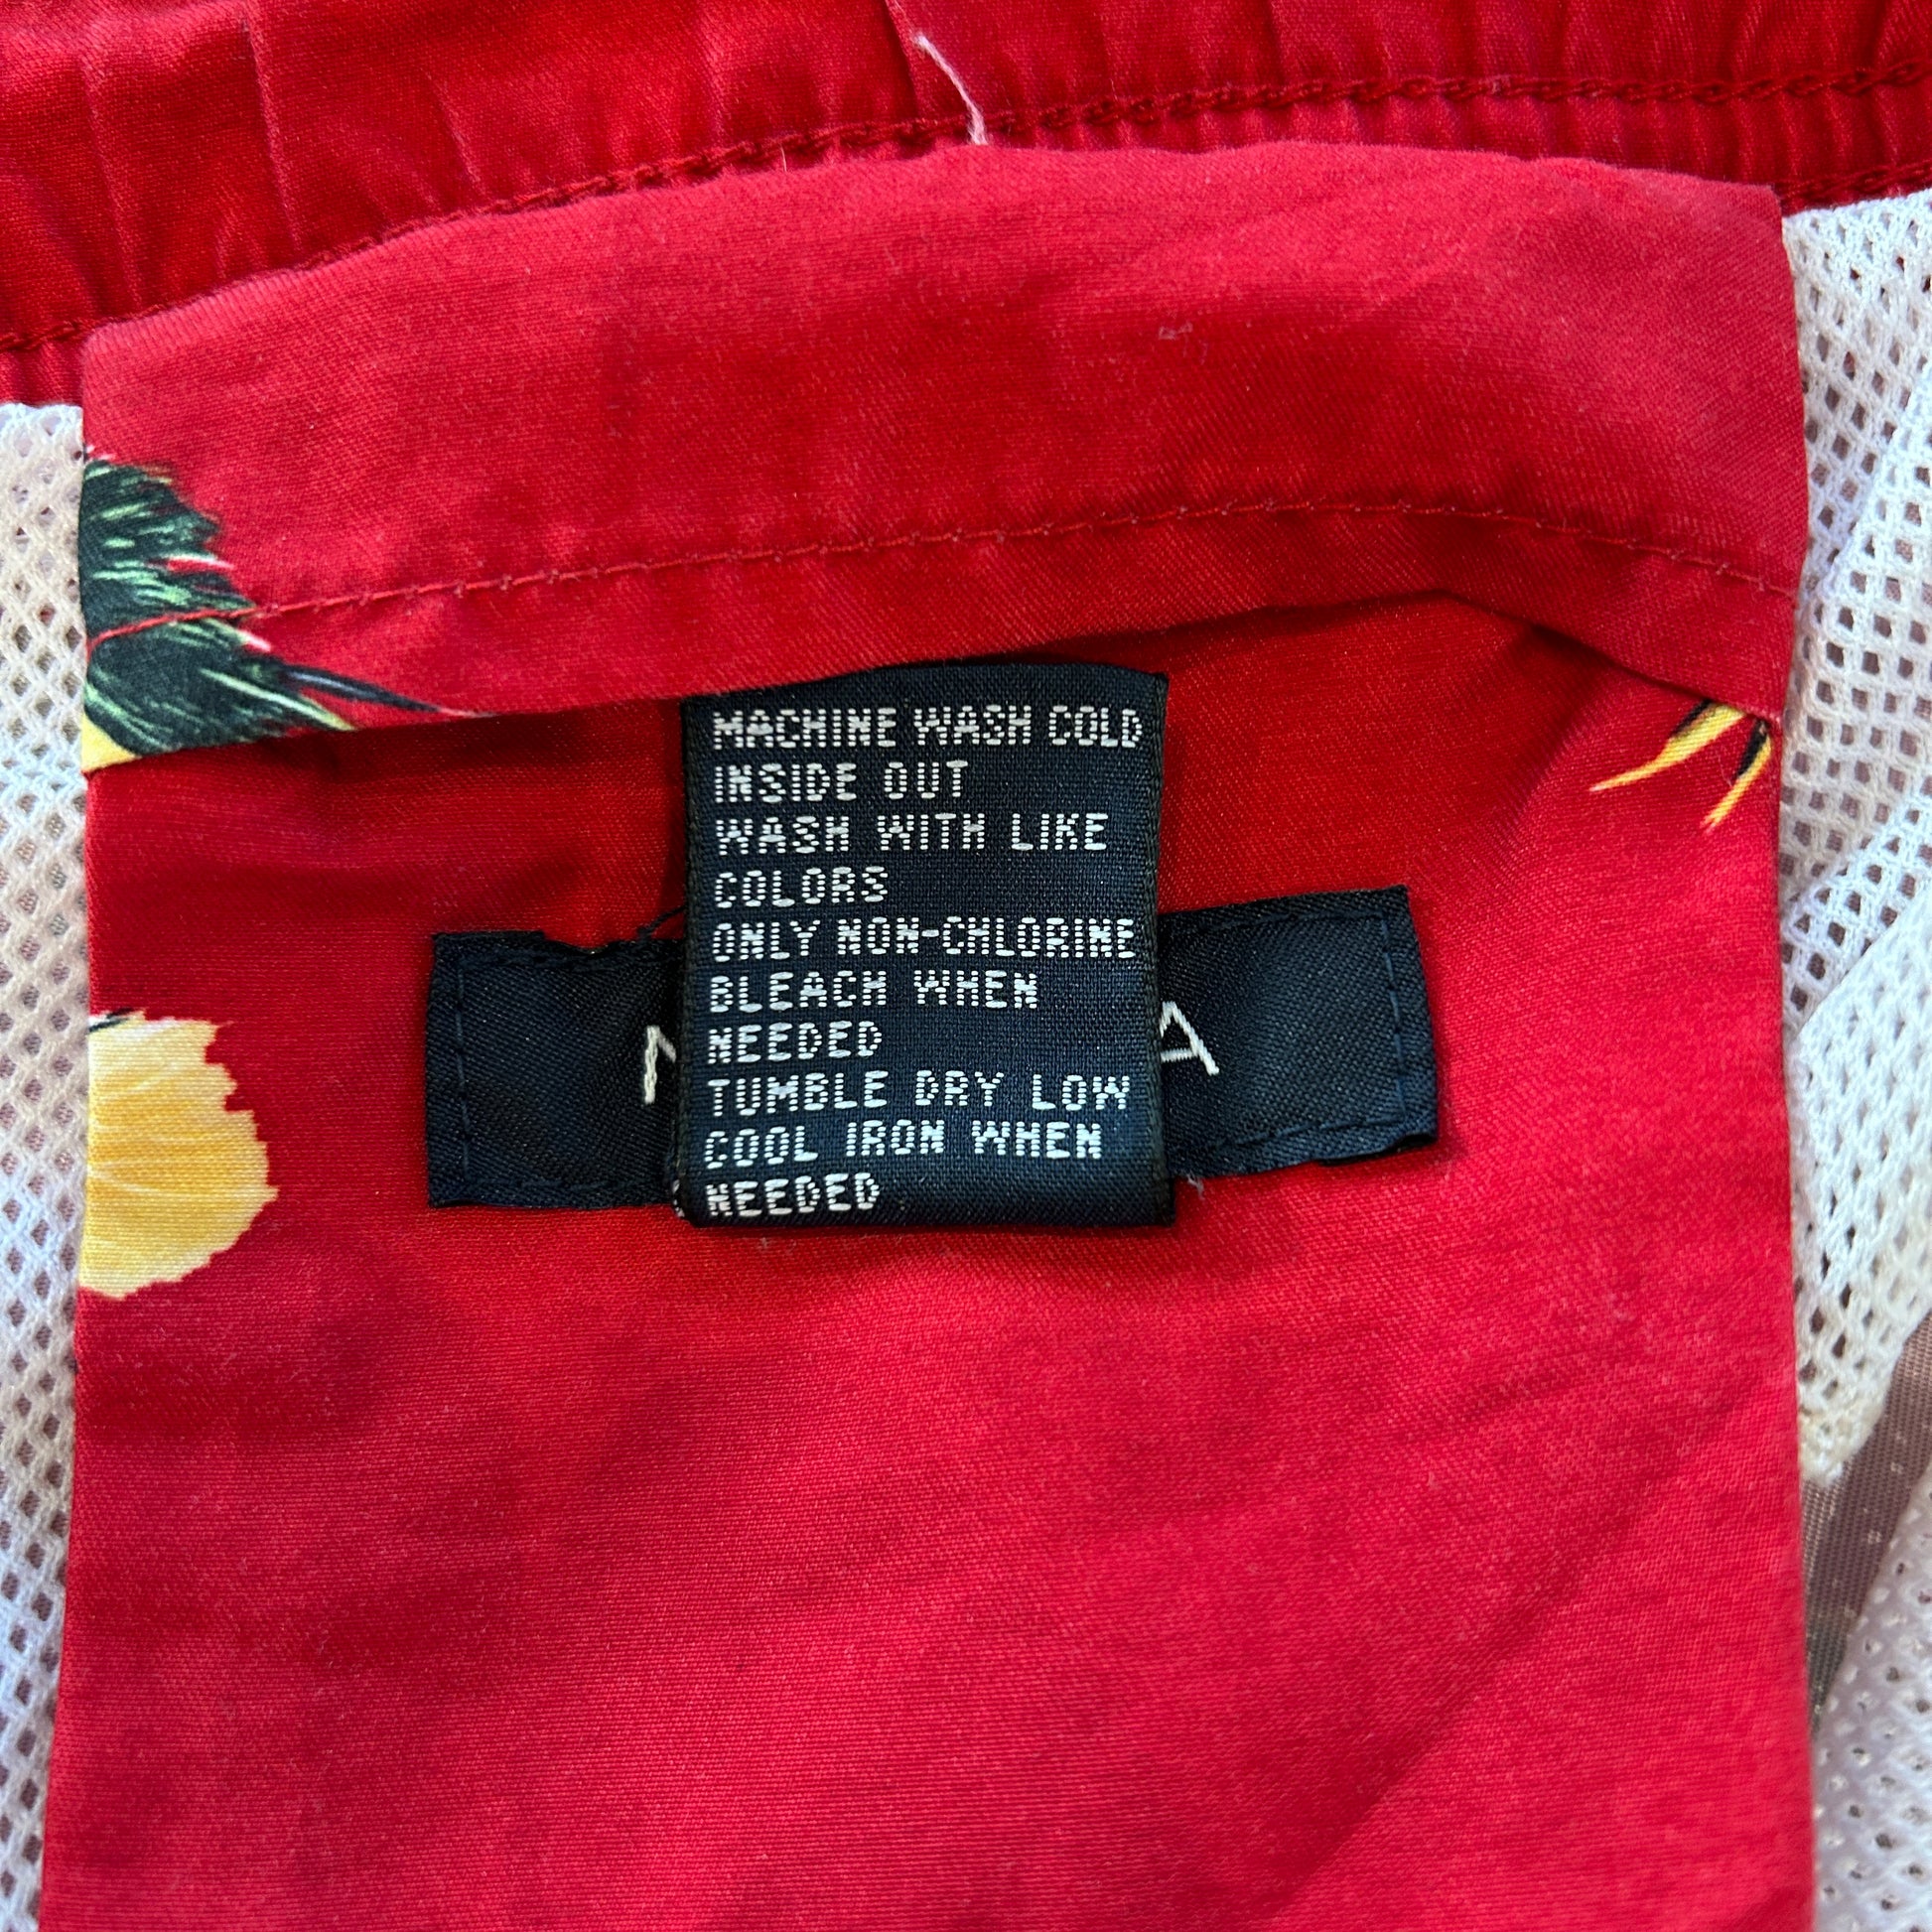 MACHINE WASH COLD
INSIDE OUT
WASH WITH LIKE
COLORS
ONLY NON-CHLORINE
BLEACH WHEN
NEEDED
TUMBLE DRY LOW
COOL IRON WHEN
NEEDED